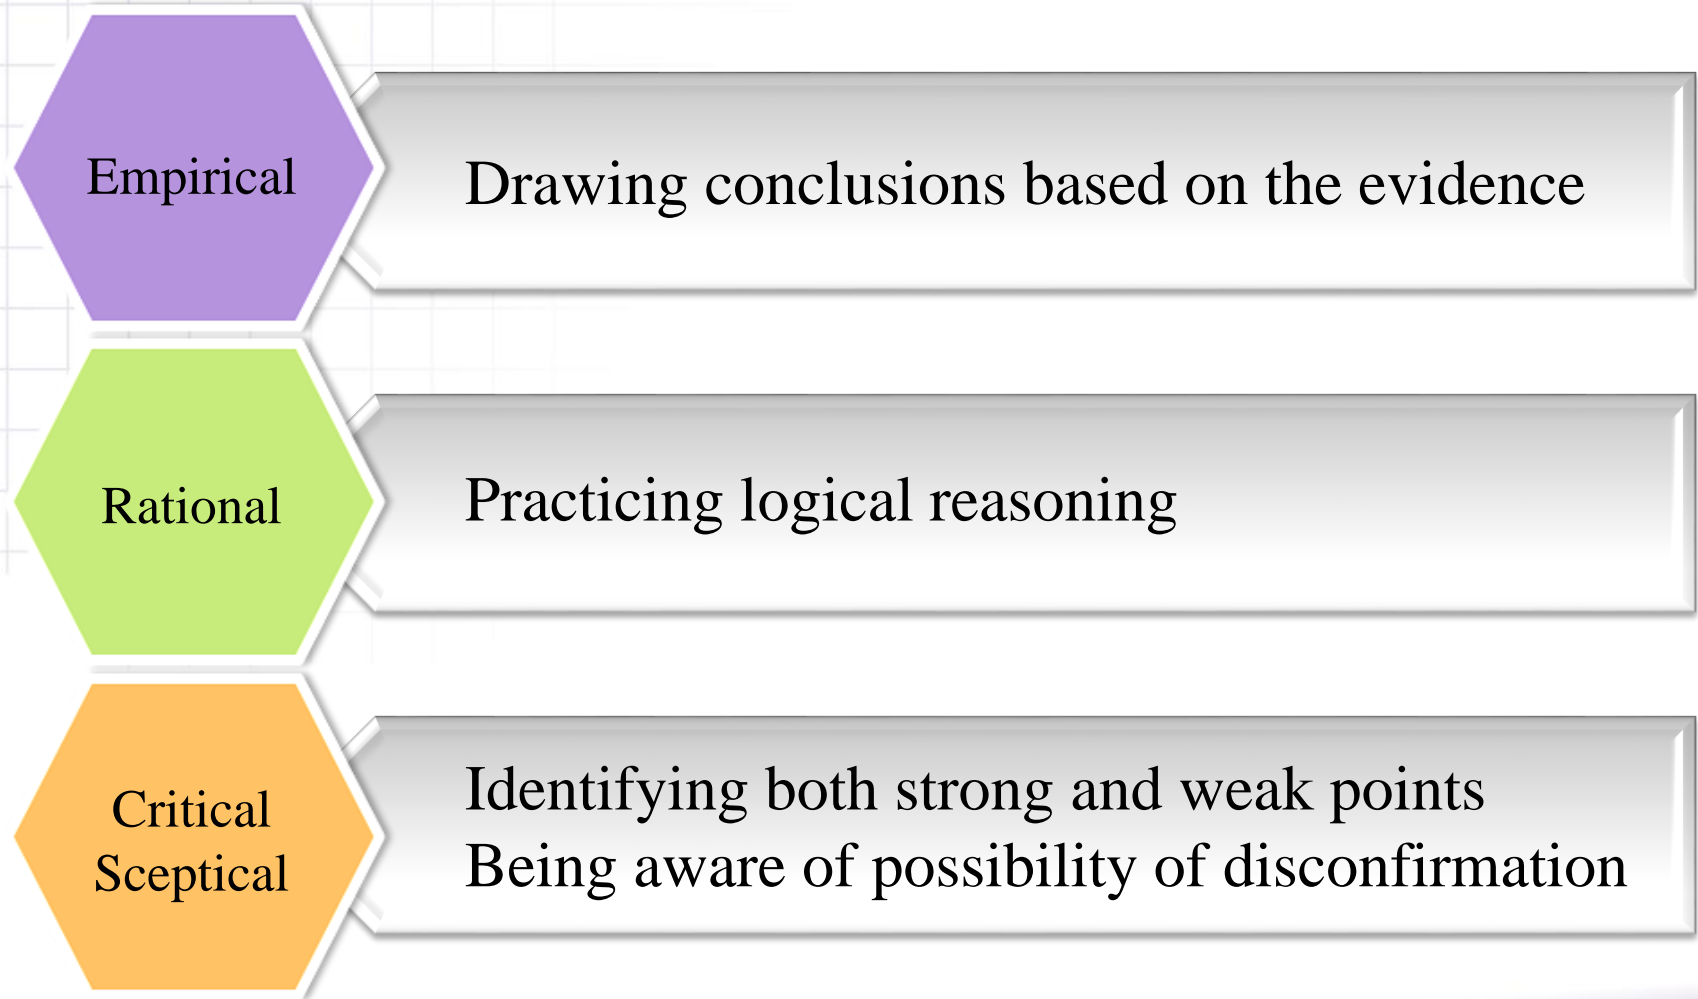 Empirical
Drawing conclusions based on the evidence
Rational
Practicing logical reasoning
Critical
Sceptical
Identifying both strong and weak points
Being aware of possibility of disconfirmation